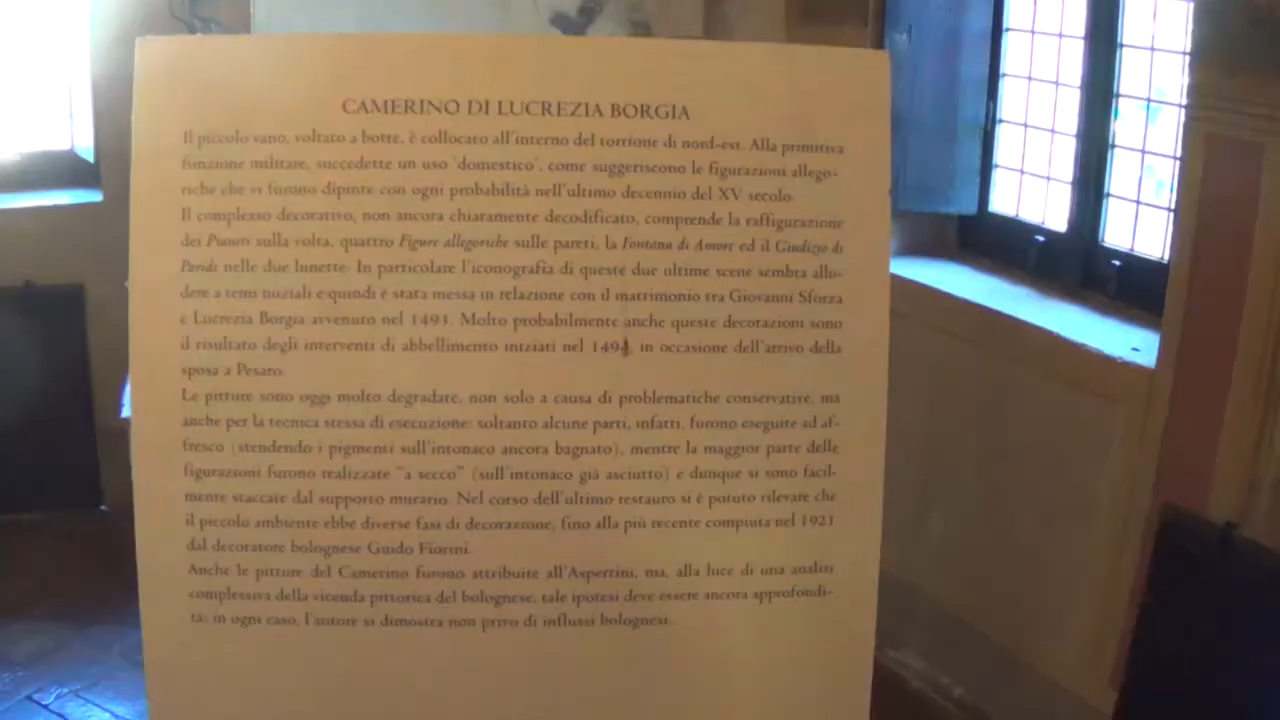 CAMERINO DI LUCREZIA BORGIA
Il piccolo vano, voltato a botte, è collocato all'interno del torrione di nord-est. Alla primitiva
funzione militare, succedette un uso 'domestico', come suggeriscono le figurazioni allego-
riche che vi furono dipinte con ogni probabilità nell'ultimo decennio del XV secolo.
Il complesso decorativo, non ancora chiaramente decodificato, comprende la raffigurazione
dei Pianeti sulla volta, quattro Figure allegoriche sulle pareti, la Fontana di Amore ed il Giudizio di
Paride nelle due lunette. In particolare l'iconografia di queste due ultime scene sembra allu-
dere a temi nuziali e quindi è stata messa in relazione con il matrimonio tra Giovanni Sforza
e Lucrezia Borgia avvenuto nel 1493. Molto probabilmente anche queste decorazioni sono
il risultato degli interventi di abbellimento iniziati nel 1494, in occasione dell'arrivo della
sposa a Pesaro.
Le pitture sono oggi molto degradate, non solo a causa di problematiche conservative, ma
anche per la tecnica stessa di esecuzione: soltanto alcune parti, infatti, furono eseguite ad af-
fresco (stendendo i pigmenti sull'intonaco ancora bagnato), mentre la maggior parte delle
figurazioni furono realizzate "a secco" (sull'intonaco già asciutto) e dunque si sono facil-
mente staccate dal supporto murario. Nel corso dell'ultimo restauro si è potuto rilevare che
il piccolo ambiente ebbe diverse fasi di decorazione, fino alla più recente compiuta nel 1921
dal decoratore bolognese Guido Fiorini.
Anche le pitture del Camerino furono attribuite all'Aspertini, ma, alla luce di una analisi
complessiva della vicenda pittorica del bolognese, tale ipotesi deve essere ancora approfondi-
ta; in ogni caso, l'autore si dimostra non privo di influssi bolognesi.